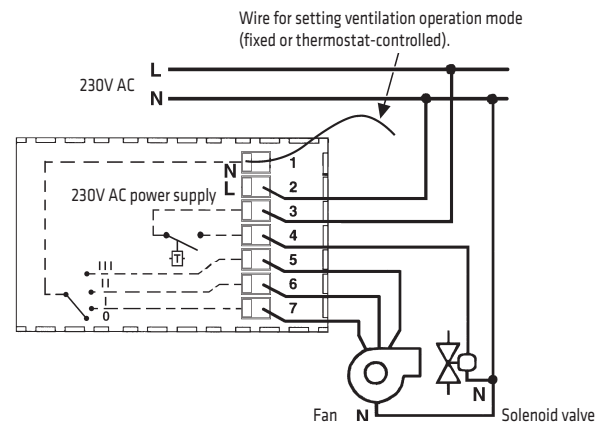 Wire for setting ventilation operation mode
(fixed or thermostat-controlled).
L
230V AC
N
1
N
L
2
230V AC power supply
3
4
T
5
III
II
6
I
0
7
N
Fan
N
Solenoid valve